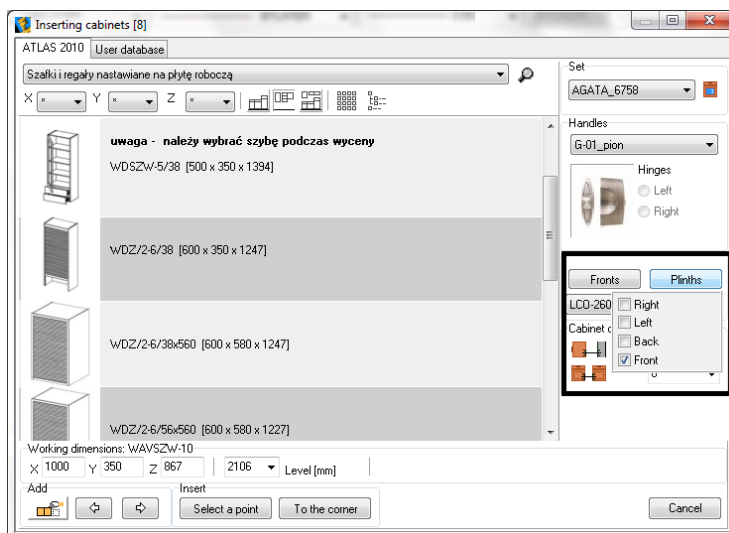 Inserting cabinets [8]
ATLAS 2010 User database
Szafki i regały nastawiane na płytę roboczą
X * Y * Z *
uwaga - należy wybrać szybę podczas wyceny
WDSZW-5/38 [500 x 350 x 1394]
WDZ/2-6/38 [600 x 350 x 1247]
WDZ/2-6/38x560 [600 x 580 x 1247]
WDZ/2-6/56x560 [600 x 580 x 1227]
Set
AGATA_6758
Handles
G-01_pion
Hinges
Left
Right
Fronts Plinths
LCO-260
Right
Left
Back
Front
Cabinet
Working dimensions: WAVSZW-10
X 1000 Y 350 Z 867 2106 Level [mm]
Add Insert
Select a point To the corner Cancel